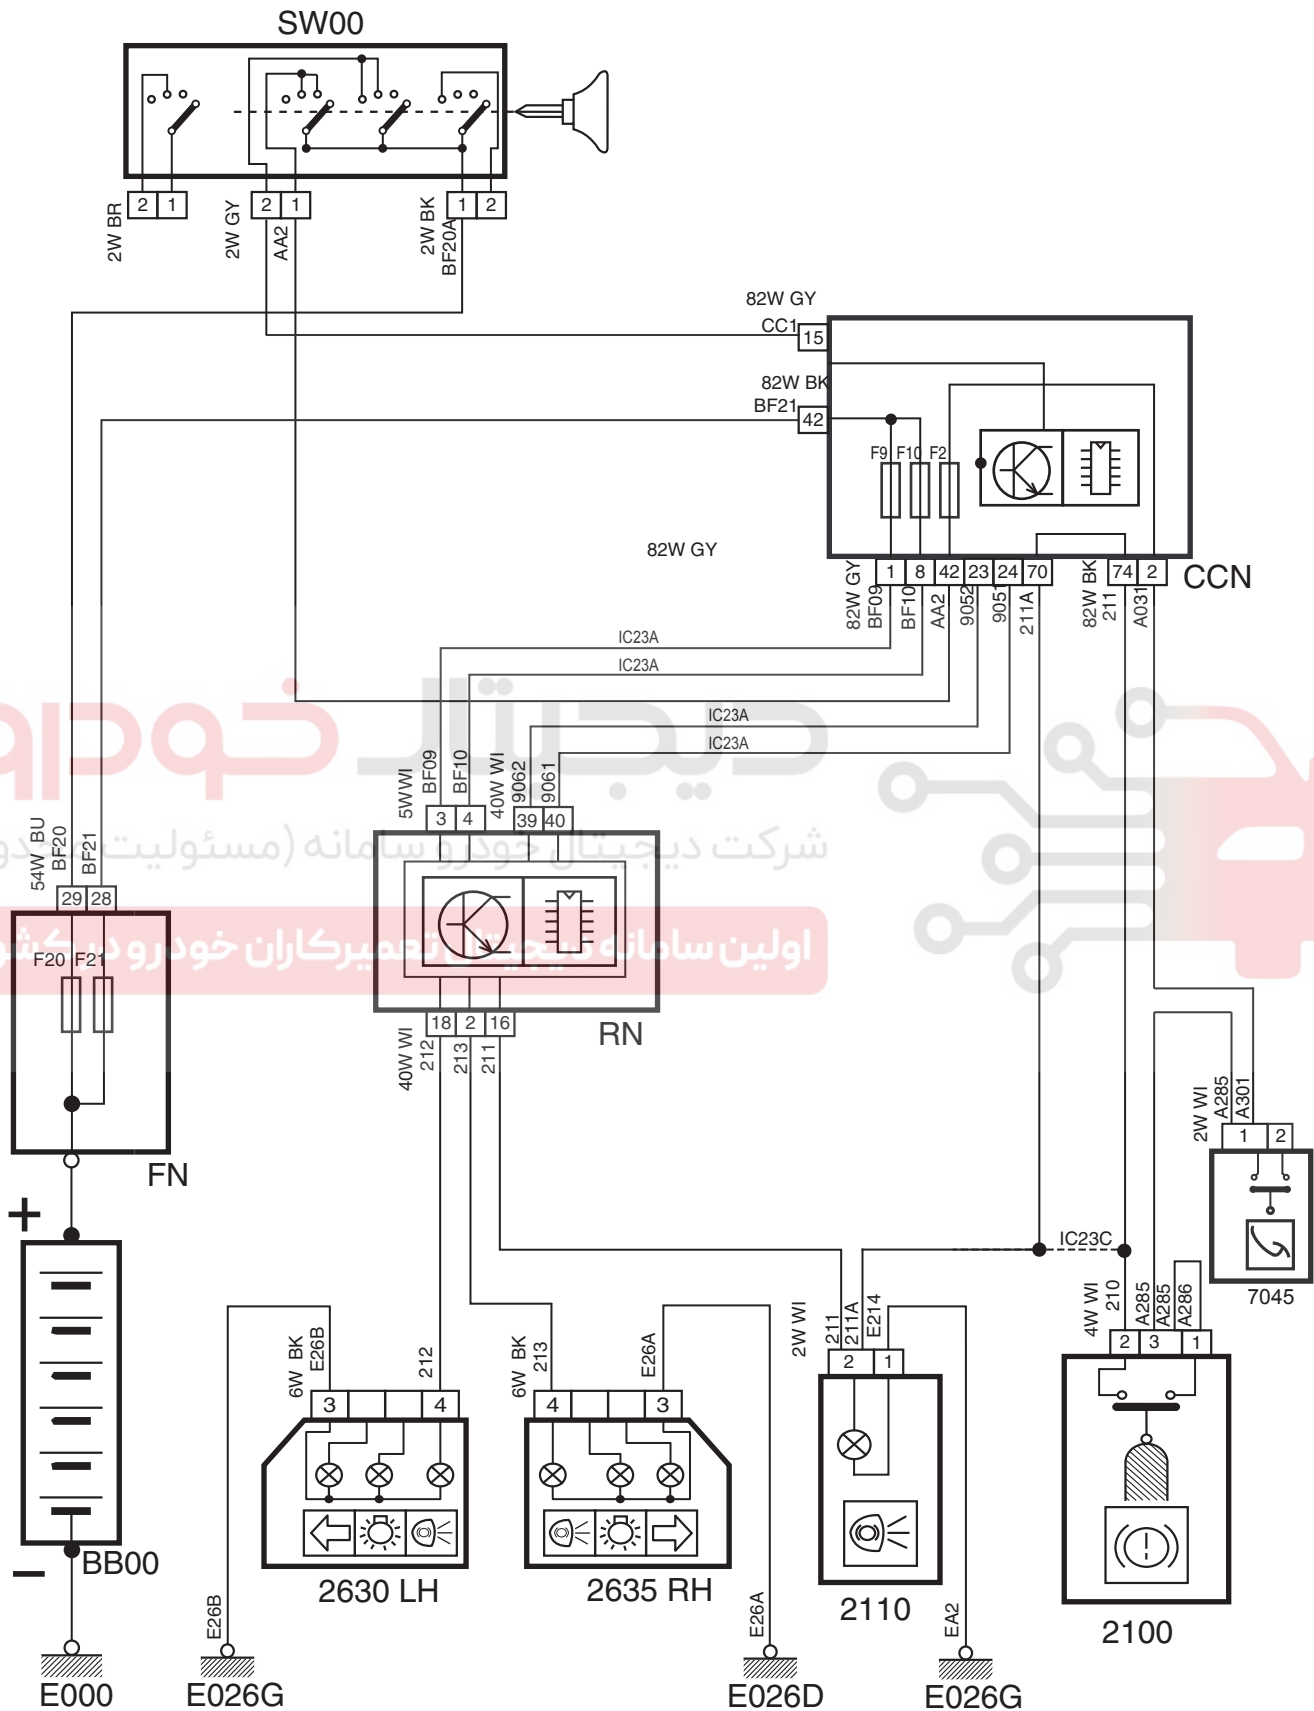 SW00
2 1 2 1 1 2
2W BR
2W GY
AA2
2W BK
BF20A
82W GY
CC1
15
82W BK
BF21
42
F9 F10 F2
82W GY
1 8 42 23 24 70 74 2
CCN
82W GY
BF09
BF10
AA2
9052
9051
211A
82W BK
211
A031
IC23A
IC23A
IC23A
IC23A
دیجیتال خودرو
شرکت دیجیتال خودرو سامانه (مسئولیت
اولین سامانه دیجیتال تعمیرکاران خودرو در
54W BU
BF20
BF21
29 28
F20 F21
FN
5WWI
BF09
BF10
40W WI
9062
9061
3 4 39 40
18 2 16
RN
40W WI
212
213
211
2W WI
A285
A301
1 2
7045
IC23C
4W WI
210
A285
A285
A286
2 3 1
2100
2W WI
211
211A
E214
2 1
2110
6W BK
E26B
212
3 4
2630 LH
6W BK
213
E26A
4 3
2635 RH
+
BB00
−
E000
E26B
E026G
E26A
E026D
EA2
E026G